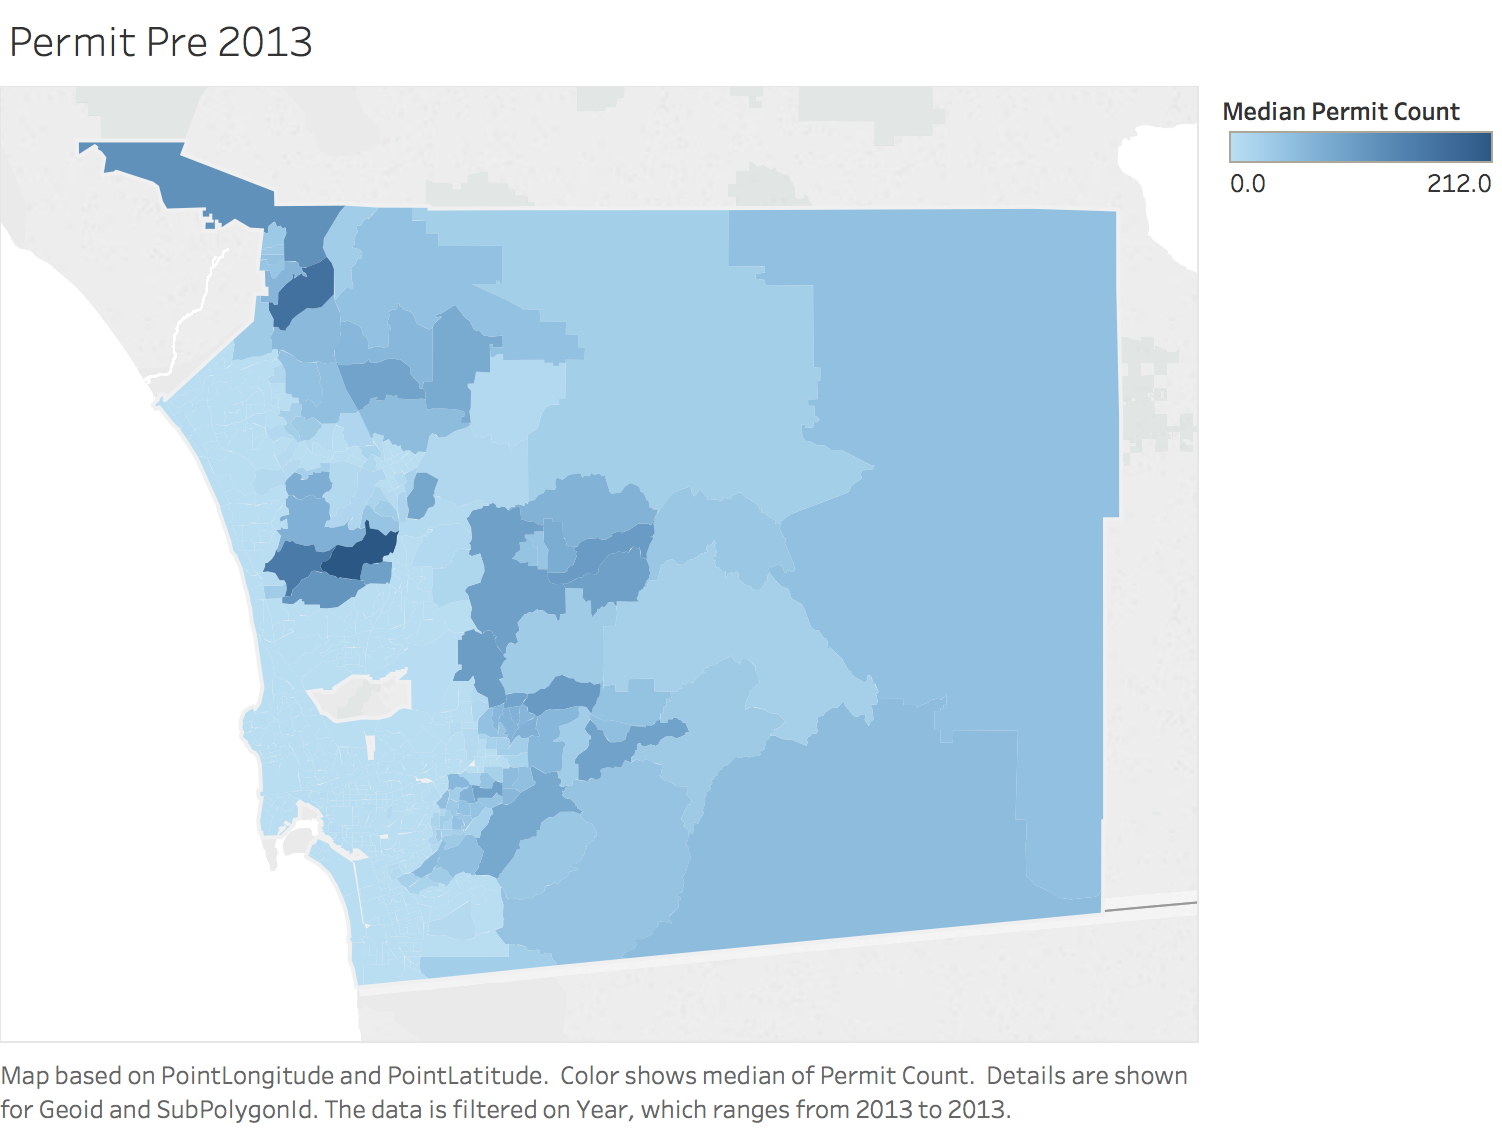 Permit Pre 2013
Median Permit Count
0.0 212.0
Map based on PointLongitude and PointLatitude. Color shows median of Permit Count. Details are shown
for Geoid and SubPolygonId. The data is filtered on Year, which ranges from 2013 to 2013.